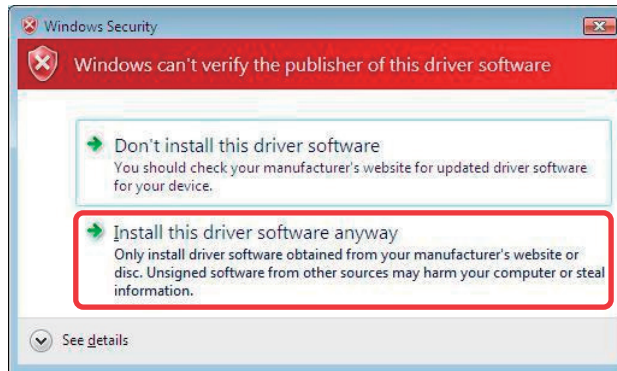 Windows Security
Windows can't verify the publisher of this driver software
Don't install this driver software
You should check your manufacturer's website for updated driver software
for your device.
Install this driver software anyway
Only install driver software obtained from your manufacturer's website or
disc. Unsigned software from other sources may harm your computer or steal
information.
See details